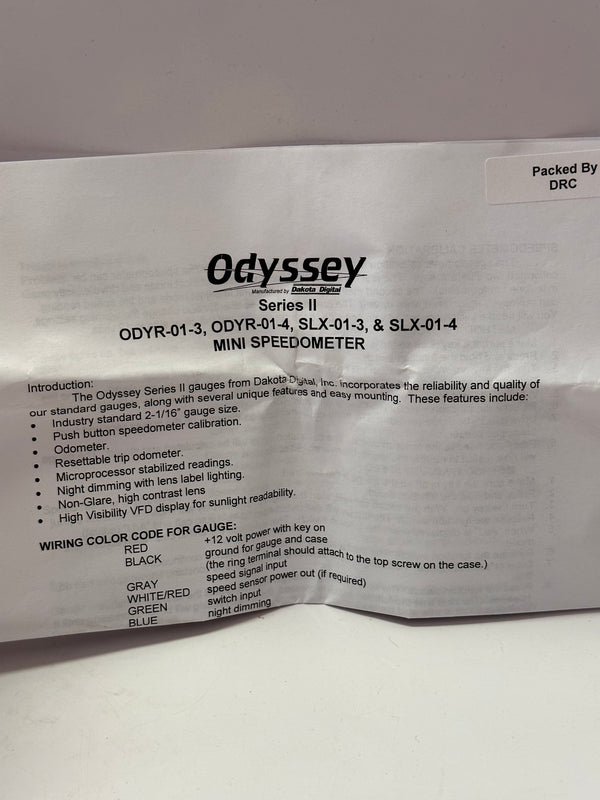 Packed By
DRC
Odyssey
Manufactured by Dakota Digital
Series II
ODYR-01-3, ODYR-01-4, SLX-01-3, & SLX-01-4
MINI SPEEDOMETER
Introduction:
The Odyssey Series II gauges from Dakota Digital, Inc. incorporates the reliability and quality of
our standard gauges, along with several unique features and easy mounting. These features include:
• Industry standard 2-1/16" gauge size.
• Push button speedometer calibration.
• Odometer.
• Resettable trip odometer.
• Microprocessor stabilized readings.
• Night dimming with lens label lighting.
• Non-Glare, high contrast lens
• High Visibility VFD display for sunlight readability.
WIRING COLOR CODE FOR GAUGE:
RED +12 volt power with key on
BLACK ground for gauge and case
(the ring terminal should attach to the top screw on the case.)
GRAY speed signal input
WHITE/RED speed sensor power out (if required)
GREEN switch input
BLUE night dimming